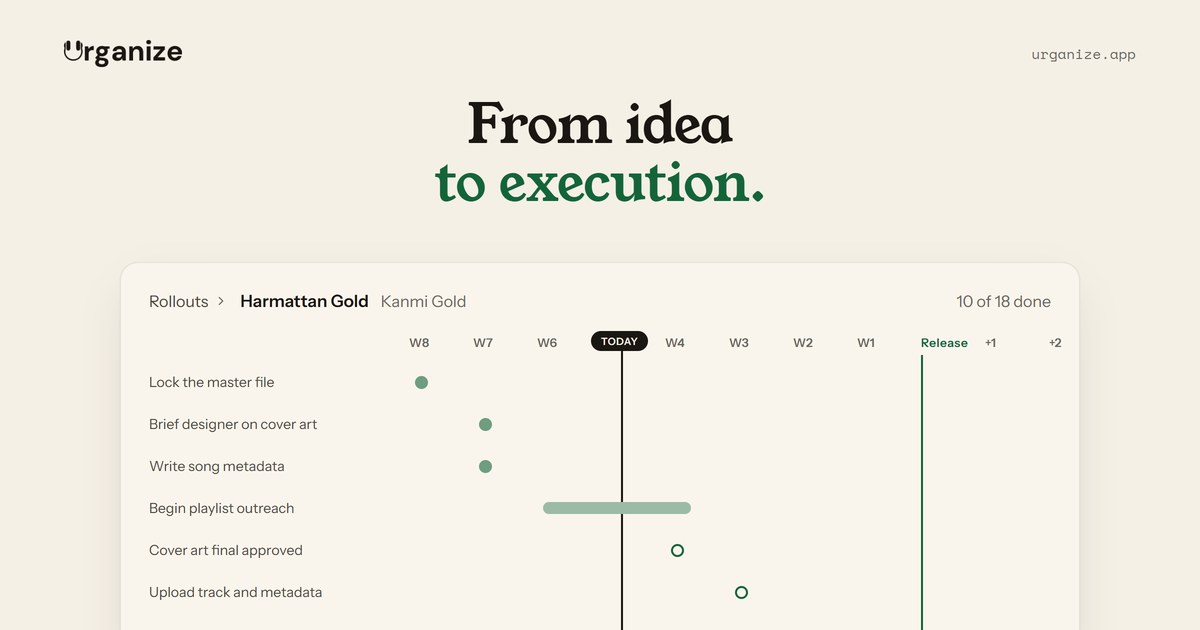 Urganize
urganize.app
From idea
to execution.
Rollouts > Harmattan Gold Kanmi Gold
10 of 18 done
W8 W7 W6 TODAY W4 W3 W2 W1 Release +1 +2
Lock the master file
Brief designer on cover art
Write song metadata
Begin playlist outreach
Cover art final approved
Upload track and metadata